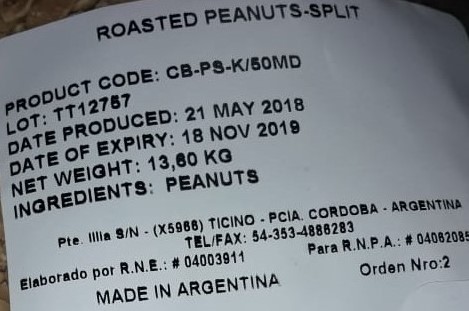 ROASTED PEANUTS-SPLIT
PRODUCT CODE: CB-PS-K/50MD
LOT: TT12757
DATE PRODUCED: 21 MAY 2018
DATE OF EXPIRY: 18 NOV 2019
NET WEIGHT: 13,60 KG
INGREDIENTS: PEANUTS
Pte. Illia S/N - (X5986) TICINO - PCIA. CORDOBA - ARGENTINA
TEL/FAX: 54-353-4886283
Elaborado por R.N.E.: # 04003911 Para R.N.P.A.: # 04082085
MADE IN ARGENTINA Orden Nro:2